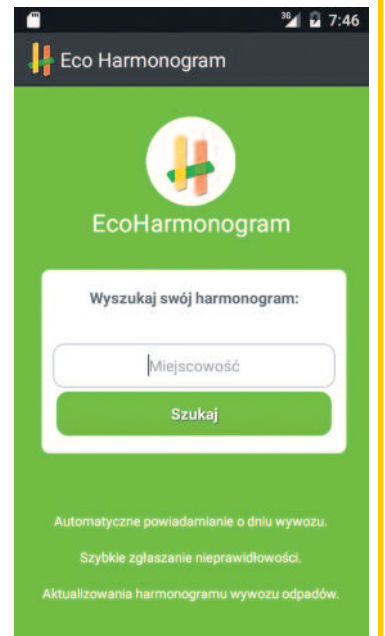 3G 7:46
Eco Harmonogram
EcoHarmonogram
Wyszukaj swój harmonogram:
Miejscowość
Szukaj
Automatyczne powiadamianie o dniu wywozu.
Szybkie zgłaszanie nieprawidłowości.
Aktualizowania harmonogramu wywozu odpadów.